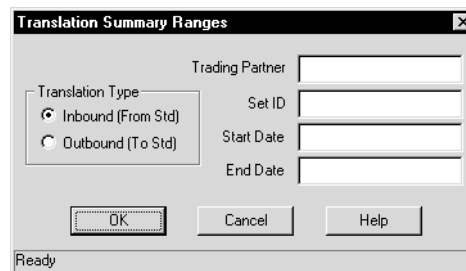 Translation Summary Ranges
Trading Partner
Translation Type
Inbound (From Std)
Outbound (To Std)
Set ID
Start Date
End Date
OK
Cancel
Help
Ready